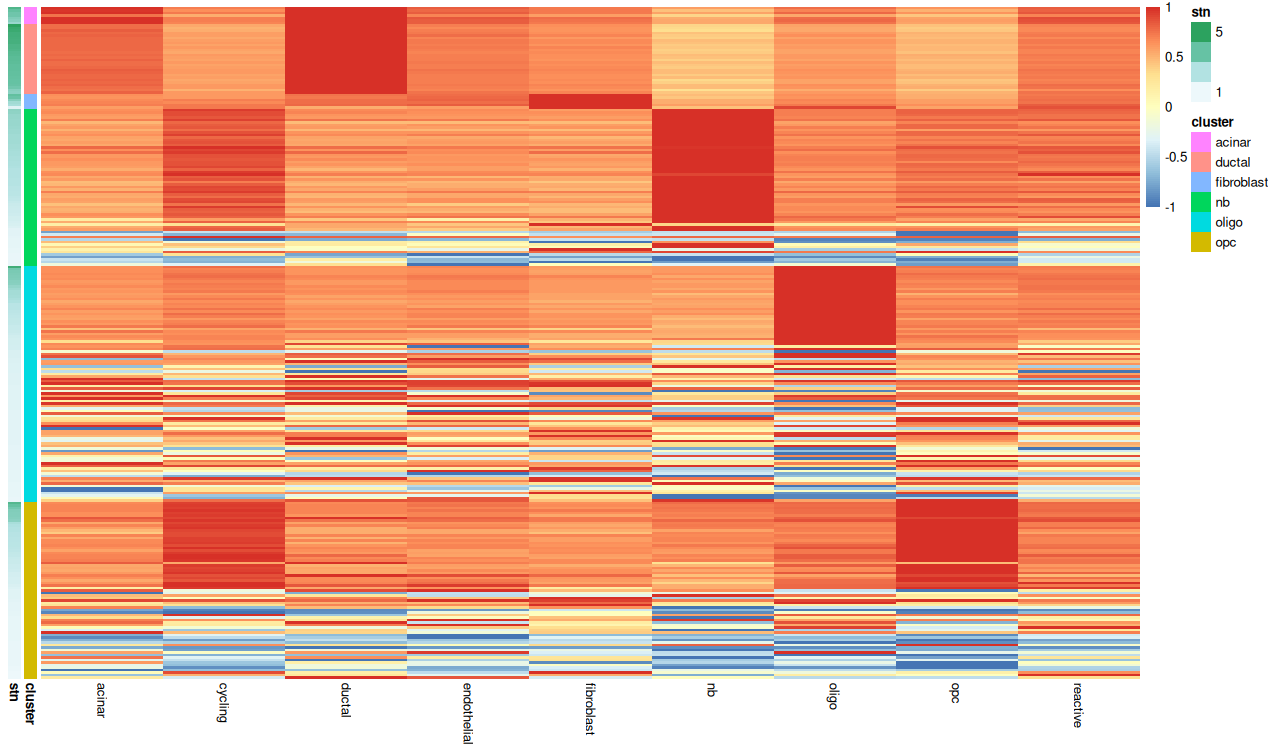 1
0.5
0
-0.5
-1
stn
5
1
cluster
acinar
ductal
fibroblast
nb
oligo
opc
stn
cluster
acinar
cycling
ductal
endothelial
fibroblast
nb
oligo
opc
reactive